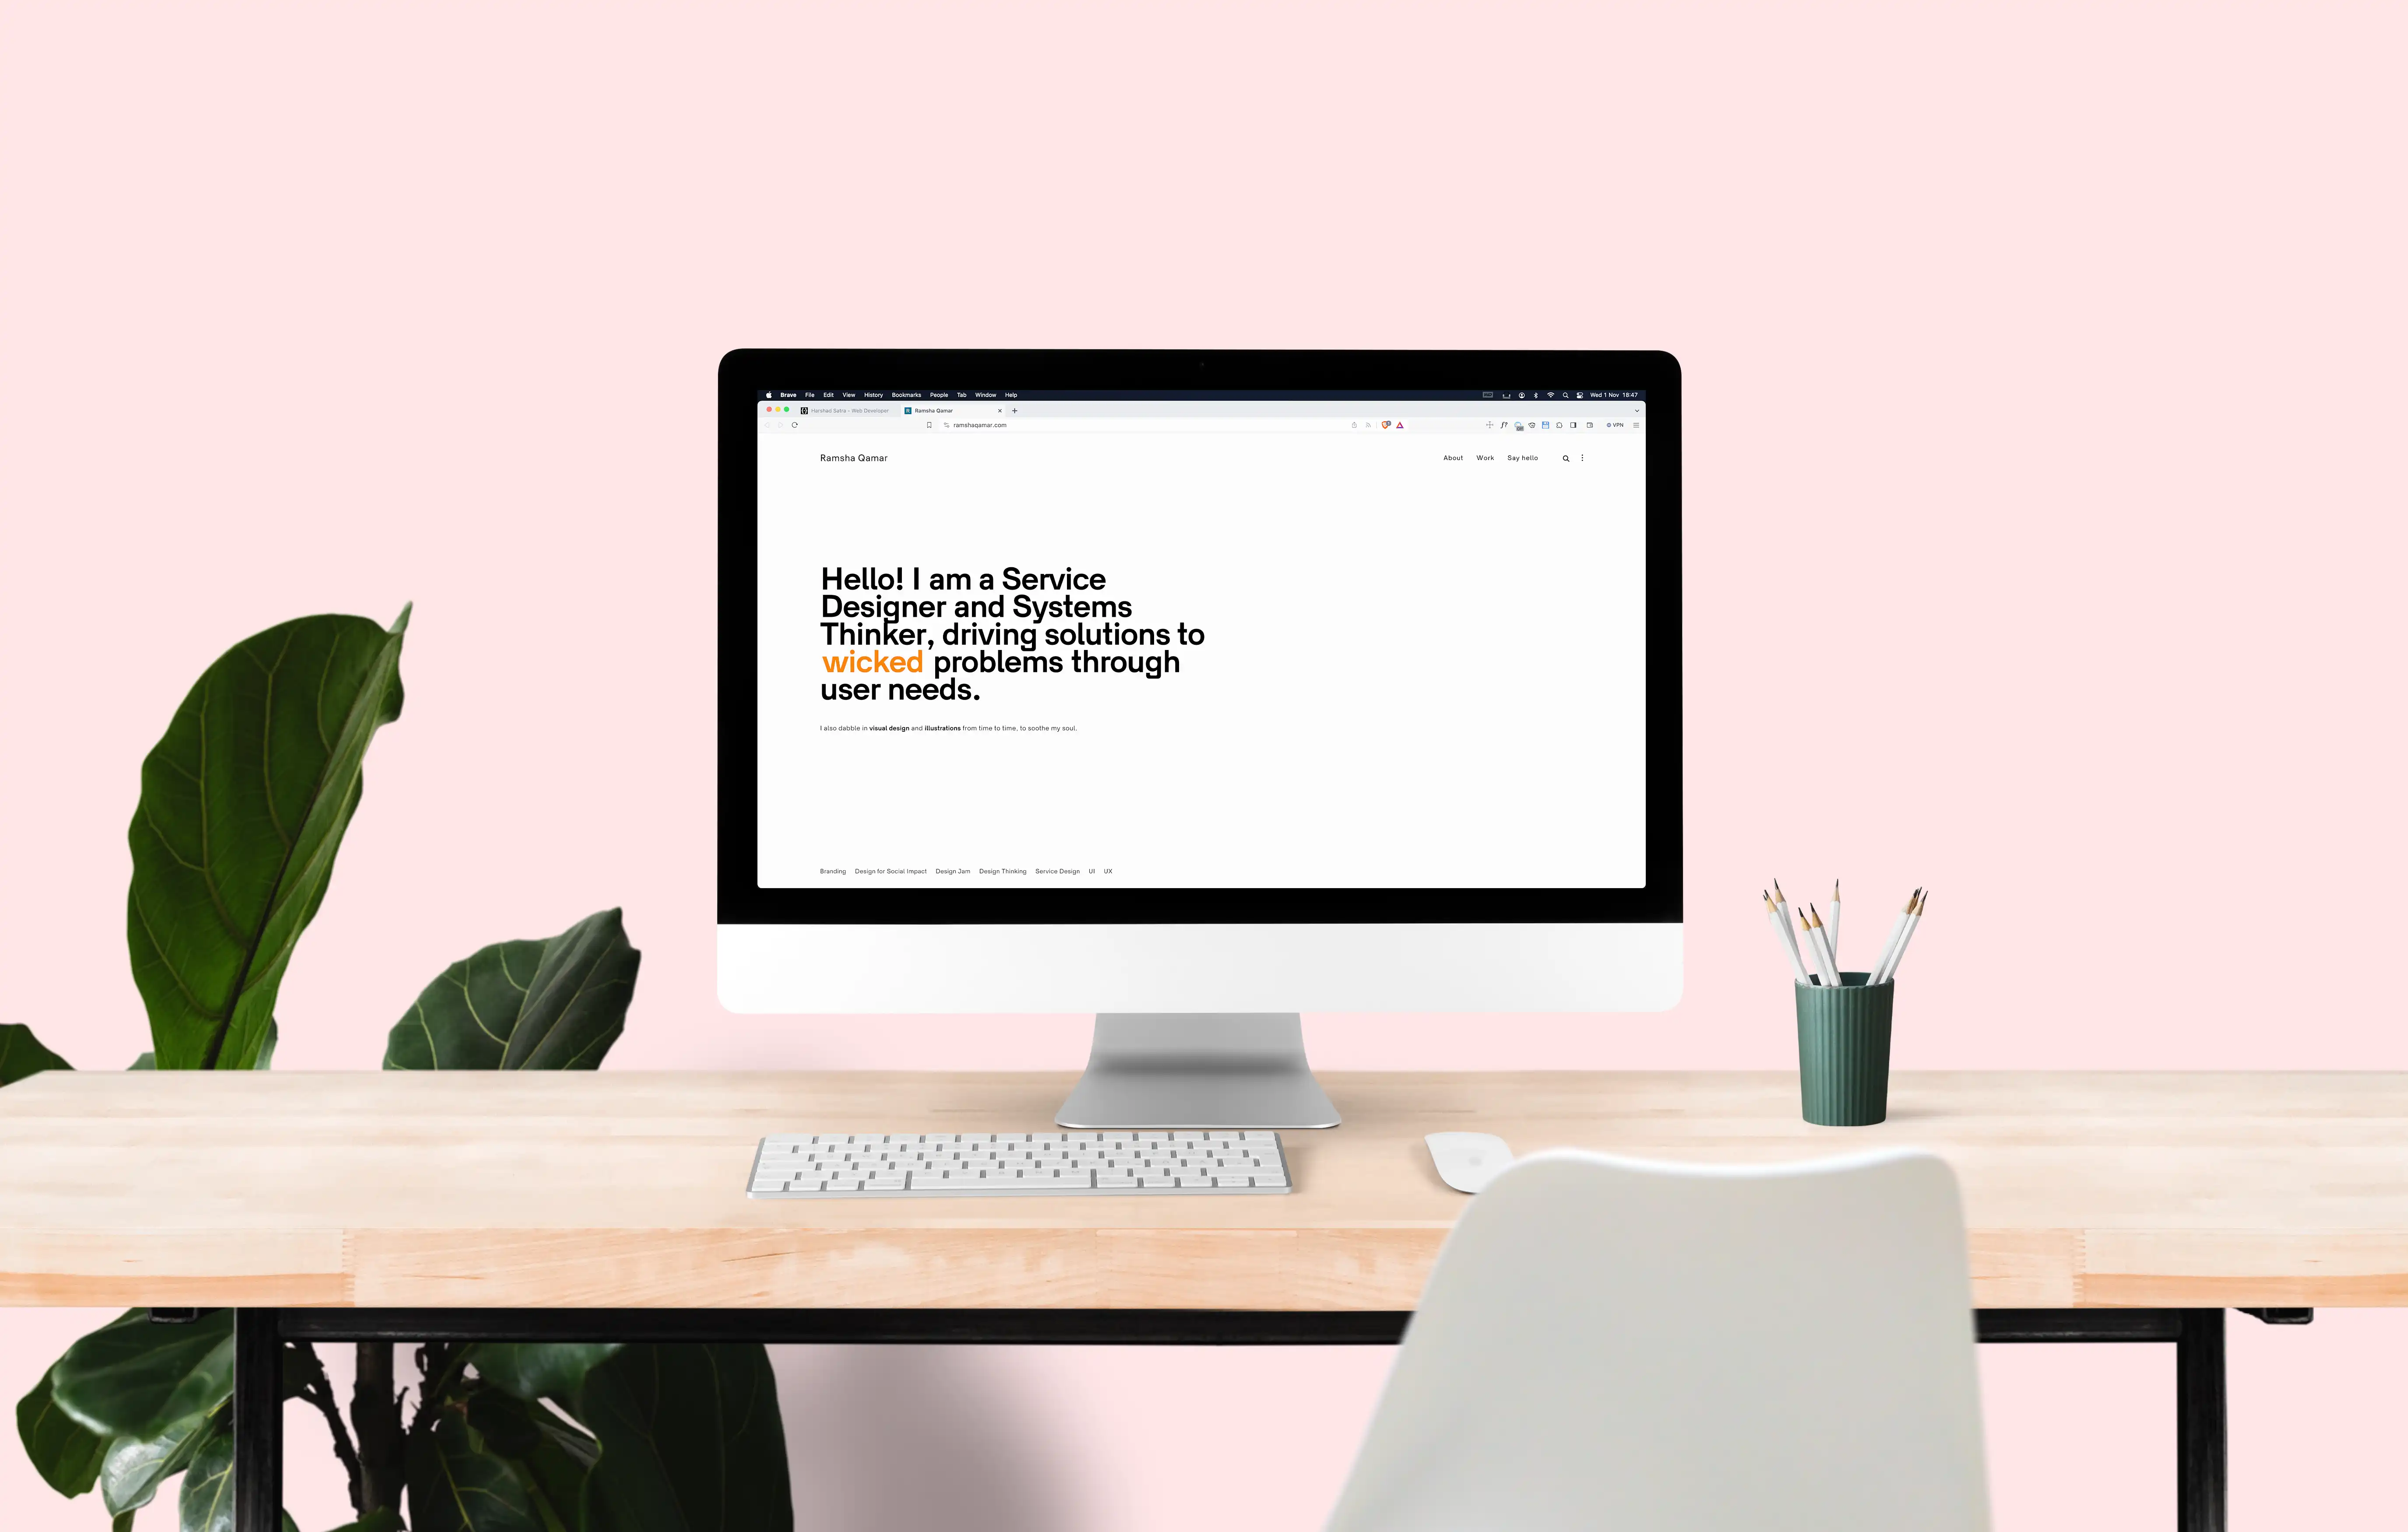 Brave File Edit View History Bookmarks People Tab Window Help
Wed 1 Nov 18:47
Harshad Satra - Web Developer
Ramsha Qamar
ramshaqamar.com
VPN
Ramsha Qamar
About Work Say hello
Hello! I am a Service
Designer and Systems
Thinker, driving solutions to
wicked problems through
user needs.
I also dabble in visual design and illustrations from time to time, to soothe my soul.
Branding Design for Social Impact Design Jam Design Thinking Service Design UI UX